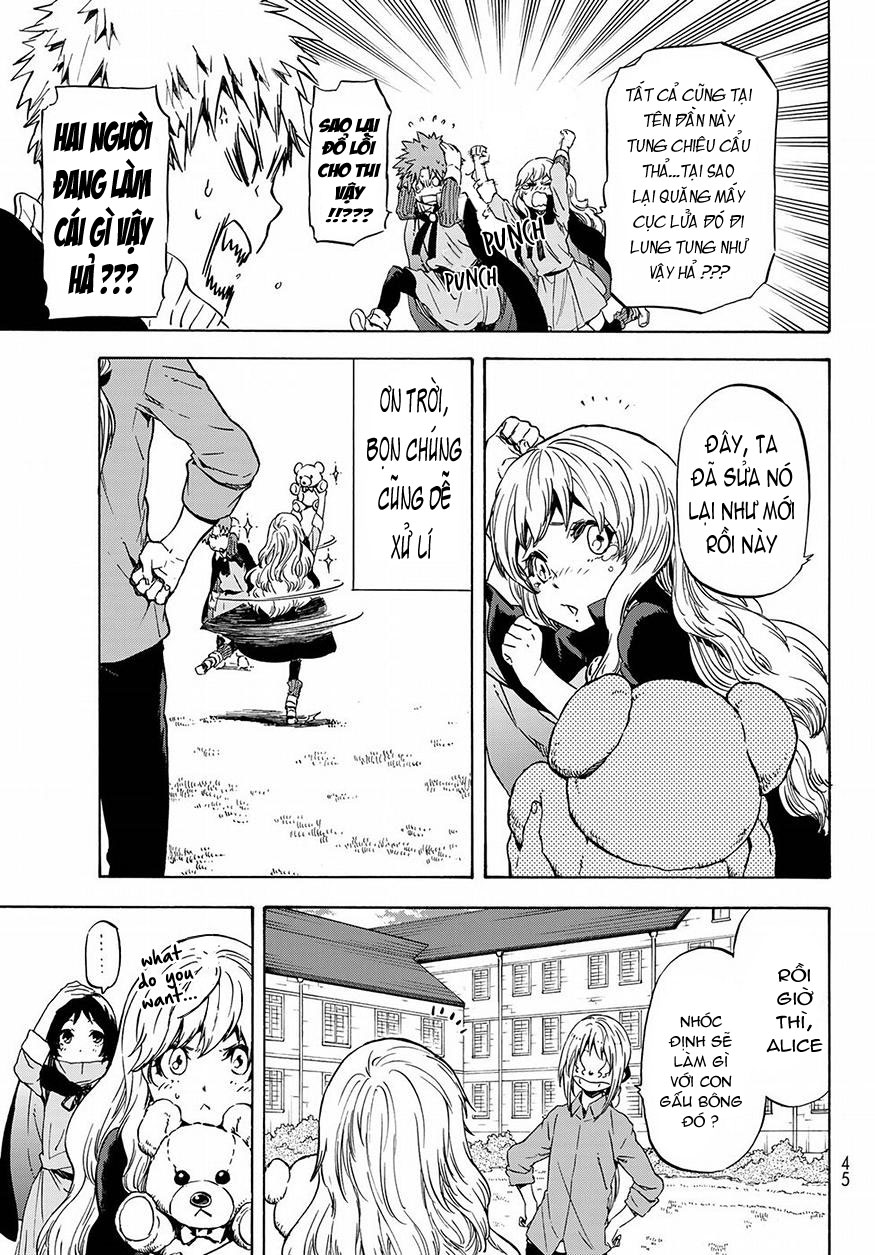 TẤT CẢ CŨNG TẠI
TÊN ĐẦN NÀY
TUNG CHIÊU CẨU
THẢ...TẠI SAO
LẠI QUĂNG MẤY
CỤC LỬA ĐÓ ĐI
LUNG TUNG NHƯ
VẬY HẢ ???
SAO LẠI
ĐỔ LỖI
CHO TUI
VẬY
!!???
PUNCH
PUNCH
HAI NGƯỜI
ĐANG LÀM
CÁI GÌ VẬY
HẢ ???
ĐÂY, TA
ĐÃ SỬA NÓ
LẠI NHƯ MỚI
RỒI NÀY
ƠN TRỜI,
BỌN CHÚNG
CŨNG DỄ
XỬ LÍ
RỒI
GIỜ
THÌ,
ALICE
NHÓC
ĐỊNH SẼ
LÀM GÌ
VỚI CON
GẤU BÔNG
ĐÓ ?
what
do you
want...
.....
45